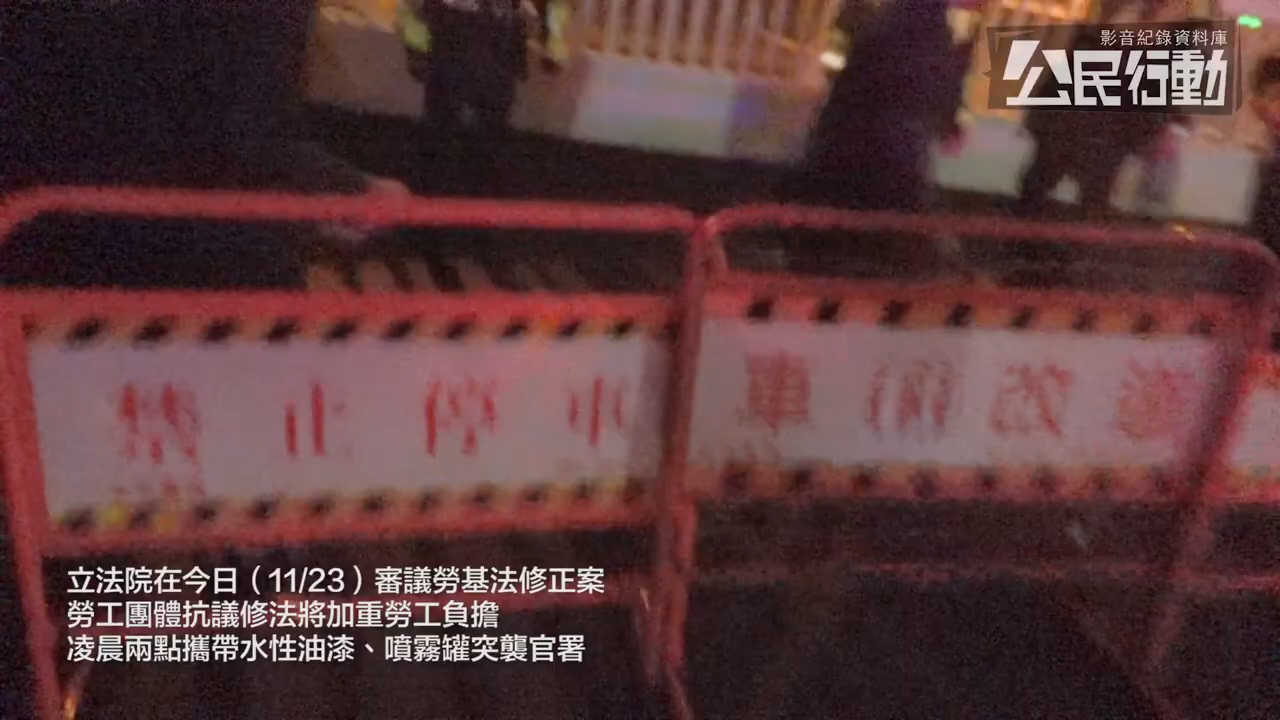 影音紀錄資料庫
公民行動
禁止停車
立法院在今日（11/23）審議勞基法修正案
勞工團體抗議修法將加重勞工負擔
凌晨兩點攜帶水性油漆、噴霧罐突襲官署